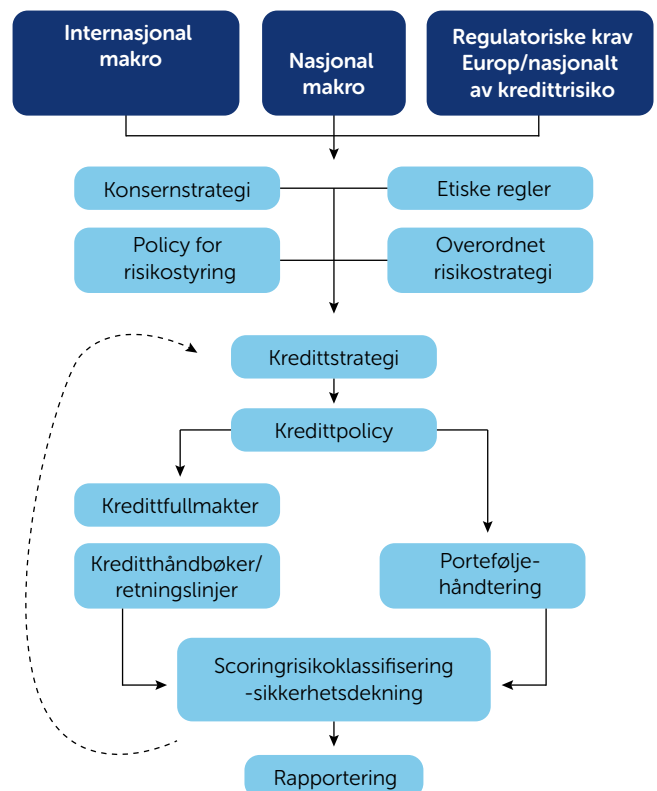 Internasjonal
makro
Nasjonal
makro
Regulatoriske krav
Europ/nasjonalt
av kredittrisiko
Konsernstrategi
Etiske regler
Policy for
risikostyring
Overordnet
risikostrategi
Kredittstrategi
Kredittpolicy
Kredittfullmakter
Kreditthåndbøker/
retningslinjer
Portefølje-
håndtering
Scoringrisikoklassifisering
-sikkerhetsdekning
Rapportering